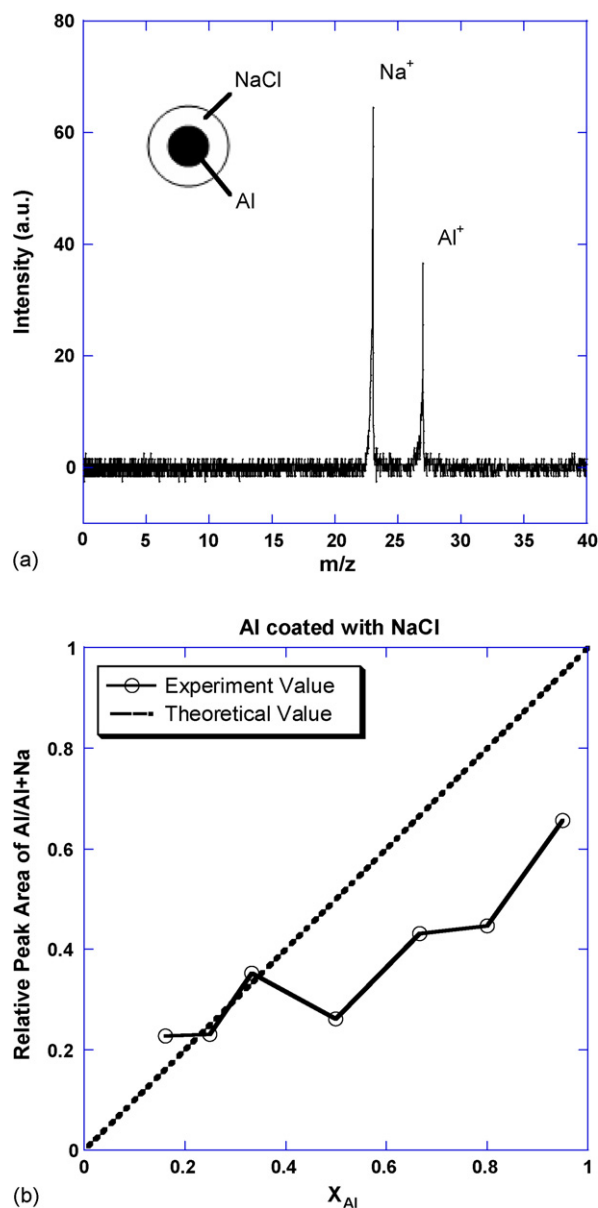 80
60
40
20
0
Intensity (a.u.)
NaCl
Al
Na+
Al+
0 5 10 15 20 25 30 35 40
m/z
(a)
Al coated with NaCl
Experiment Value
Theoretical Value
1
0.8
0.6
0.4
0.2
0
Relative Peak Area of Al/Al+Na
0 0.2 0.4 0.6 0.8 1
XAl
(b)